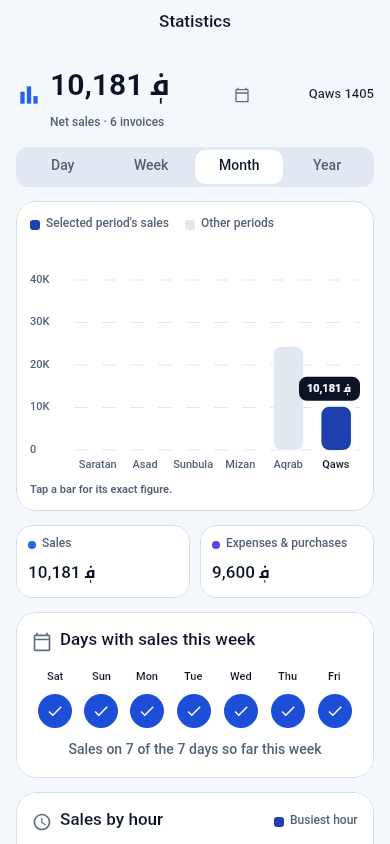 Statistics
10,181 ؋
Net sales · 6 invoices
Qaws 1405
Day Week Month Year
Selected period's sales Other periods
40K
30K
20K
10,181 ؋
10K
0
Saratan Asad Sunbula Mizan Aqrab Qaws
Tap a bar for its exact figure.
Sales
10,181 ؋
Expenses & purchases
9,600 ؋
Days with sales this week
Sat Sun Mon Tue Wed Thu Fri
Sales on 7 of the 7 days so far this week
Sales by hour
Busiest hour